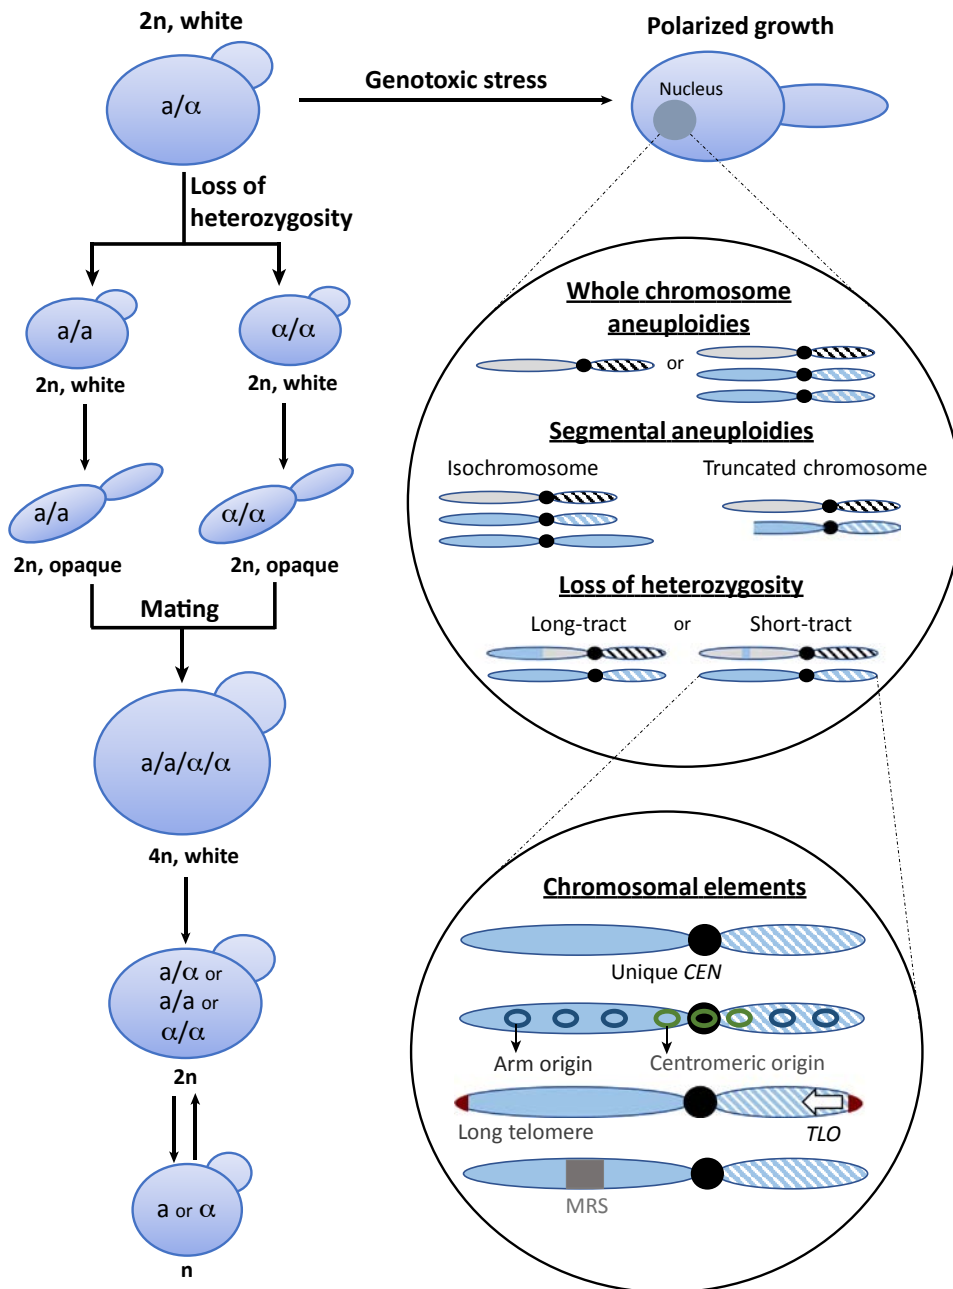 2n, white
a/α
Genotoxic stress
Polarized growth
Nucleus
Loss of
heterozygosity
a/a
α/α
2n, white
2n, white
a/a
α/α
2n, opaque
2n, opaque
Mating
a/a/α/α
4n, white
a/α or
a/a or
α/α
2n
a or α
n
Whole chromosome
aneuploidies
or
Segmental aneuploidies
Isochromosome
Truncated chromosome
Loss of heterozygosity
Long-tract
or
Short-tract
Chromosomal elements
Unique CEN
Arm origin
Centromeric origin
Long telomere
TLO
MRS